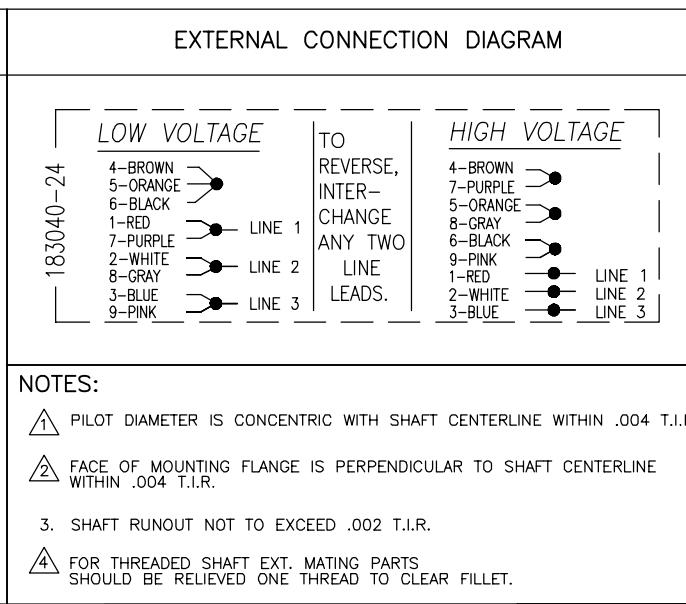 EXTERNAL CONNECTION DIAGRAM
183040-24
LOW VOLTAGE
4-BROWN
5-ORANGE
6-BLACK
1-RED
7-PURPLE
LINE 1
2-WHITE
8-GRAY
LINE 2
3-BLUE
9-PINK
LINE 3
TO
REVERSE,
INTER-
CHANGE
ANY TWO
LINE
LEADS.
HIGH VOLTAGE
4-BROWN
7-PURPLE
5-ORANGE
8-GRAY
6-BLACK
9-PINK
1-RED LINE 1
2-WHITE LINE 2
3-BLUE LINE 3
NOTES:
1 PILOT DIAMETER IS CONCENTRIC WITH SHAFT CENTERLINE WITHIN .004 T.I.
2 FACE OF MOUNTING FLANGE IS PERPENDICULAR TO SHAFT CENTERLINE
WITHIN .004 T.I.R.
3. SHAFT RUNOUT NOT TO EXCEED .002 T.I.R.
4 FOR THREADED SHAFT EXT. MATING PARTS
SHOULD BE RELIEVED ONE THREAD TO CLEAR FILLET.